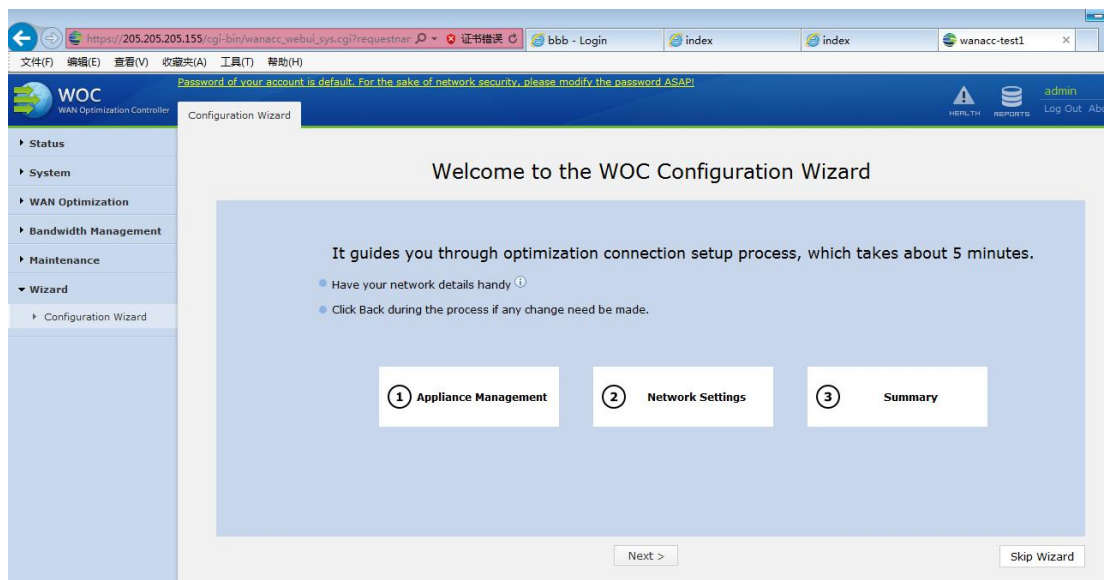 https://205.205.205.155/cgi-bin/wanacc_webui_sys.cgi?requestnar
证书错误
bbb - Login
index
index
wanacc-test1
文件(F) 编辑(E) 查看(V) 收藏夹(A) 工具(T) 帮助(H)
Password of your account is default. For the sake of network security, please modify the password ASAP!
WOC
WAN Optimization Controller
Configuration Wizard
HEALTH
REPORTS
admin
Log Out Abo
Status
System
WAN Optimization
Bandwidth Management
Maintenance
Wizard
Configuration Wizard
Welcome to the WOC Configuration Wizard
It guides you through optimization connection setup process, which takes about 5 minutes.
Have your network details handy
Click Back during the process if any change need be made.
1 Appliance Management
2 Network Settings
3 Summary
Next >
Skip Wizard